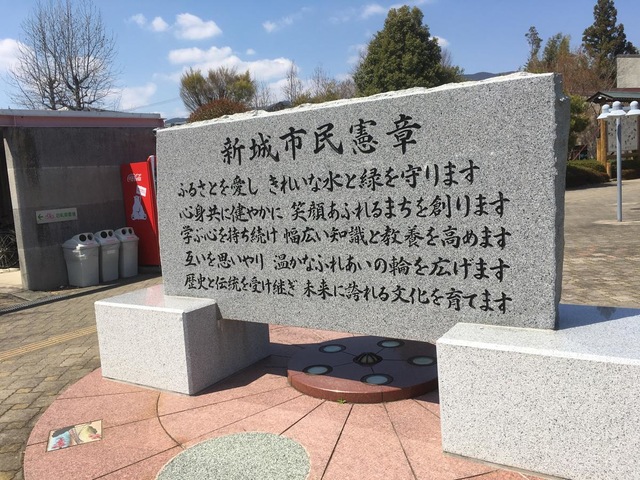 新城市民憲章
ふるさとを愛し きれいな水と緑を守ります
心身共に健やかに 笑顔あふれるまちを創ります
学ぶ心を持ち続け 幅広い知識と教養を高めます
互いを思いやり 温かなふれあいの輪を広げます
歴史と伝統を受け継ぎ 未来に誇れる文化を育てます